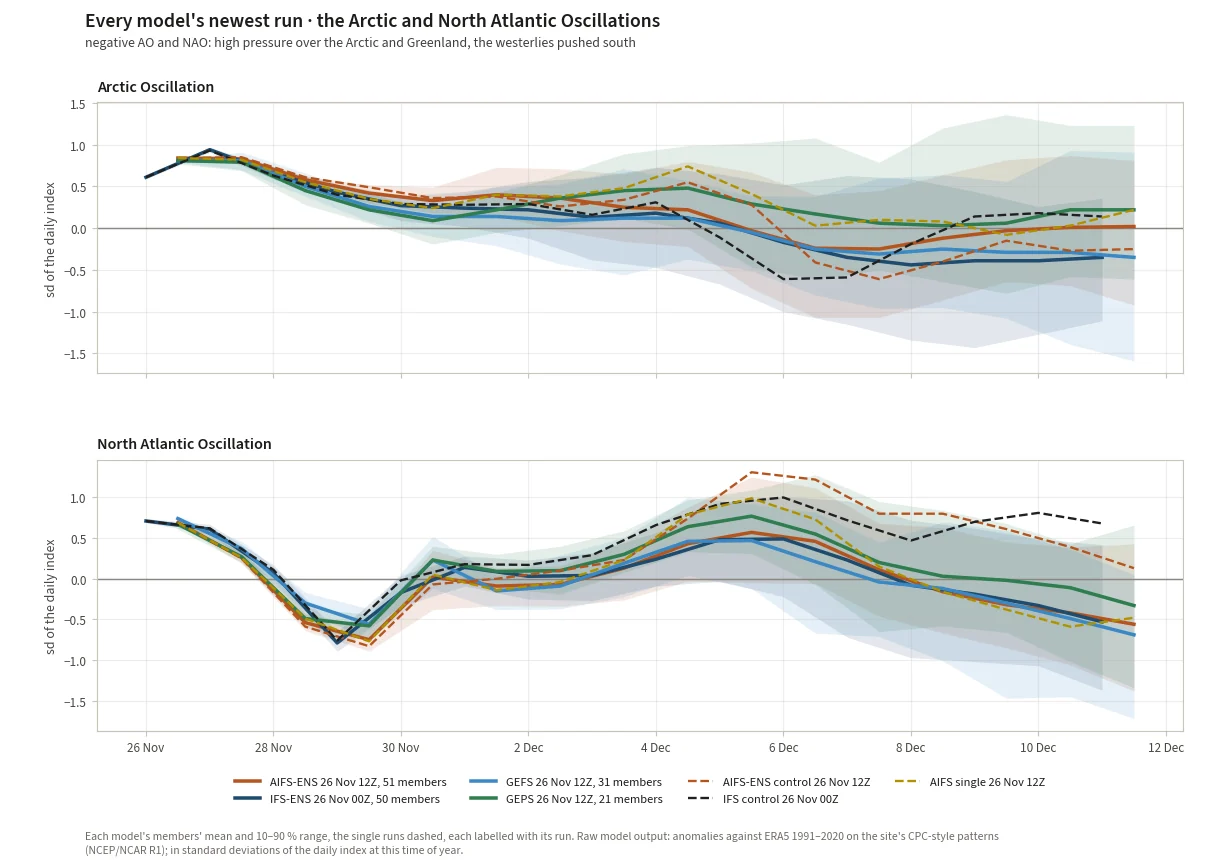 Every model's newest run · the Arctic and North Atlantic Oscillations
negative AO and NAO: high pressure over the Arctic and Greenland, the westerlies pushed south
Arctic Oscillation
sd of the daily index
1.5
1.0
0.5
0.0
−0.5
−1.0
−1.5
North Atlantic Oscillation
sd of the daily index
1.0
0.5
0.0
−0.5
−1.0
−1.5
26 Nov 28 Nov 30 Nov 2 Dec 4 Dec 6 Dec 8 Dec 10 Dec 12 Dec
AIFS-ENS 26 Nov 12Z, 51 members GEFS 26 Nov 12Z, 31 members AIFS-ENS control 26 Nov 12Z AIFS single 26 Nov 12Z
IFS-ENS 26 Nov 00Z, 50 members GEPS 26 Nov 12Z, 21 members IFS control 26 Nov 00Z
Each model's members' mean and 10–90 % range, the single runs dashed, each labelled with its run. Raw model output: anomalies against ERA5 1991–2020 on the site's CPC-style patterns
(NCEP/NCAR R1); in standard deviations of the daily index at this time of year.